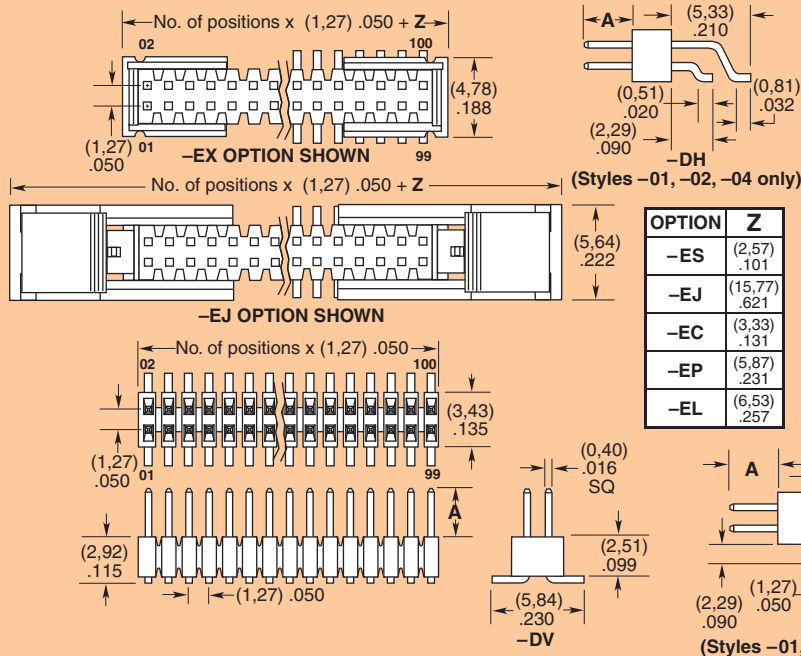 No. of positions x (1,27) .050 + Z
02
100
(4,78)
.188
(1,27)
.050
01
99
–EX OPTION SHOWN
A
(5,33)
.210
(0,51)
.020
(0,81)
.032
(2,29)
.090
–DH
(Styles –01, –02, –04 only)
No. of positions x (1,27) .050 + Z
(5,64)
.222
–EJ OPTION SHOWN
OPTION Z
–ES (2,57) .101
–EJ (15,77) .621
–EC (3,33) .131
–EP (5,87) .231
–EL (6,53) .257
No. of positions x (1,27) .050
02
100
(3,43)
.135
(1,27)
.050
01
99
A
(2,92)
.115
(1,27) .050
(0,40)
.016
SQ
(2,51)
.099
(5,84)
.230
–DV
A
(1,27)
.050
(2,29)
.090
(Styles –01,